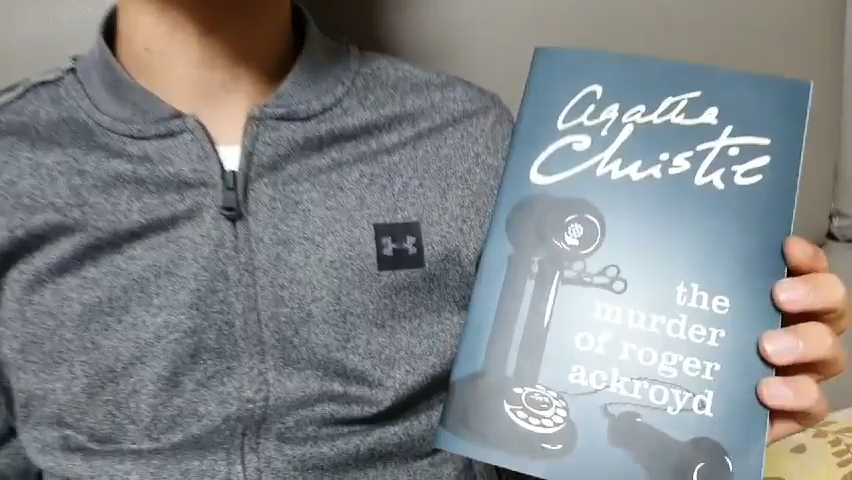 Agatha
Christie
the
murder
of roger
ackroyd